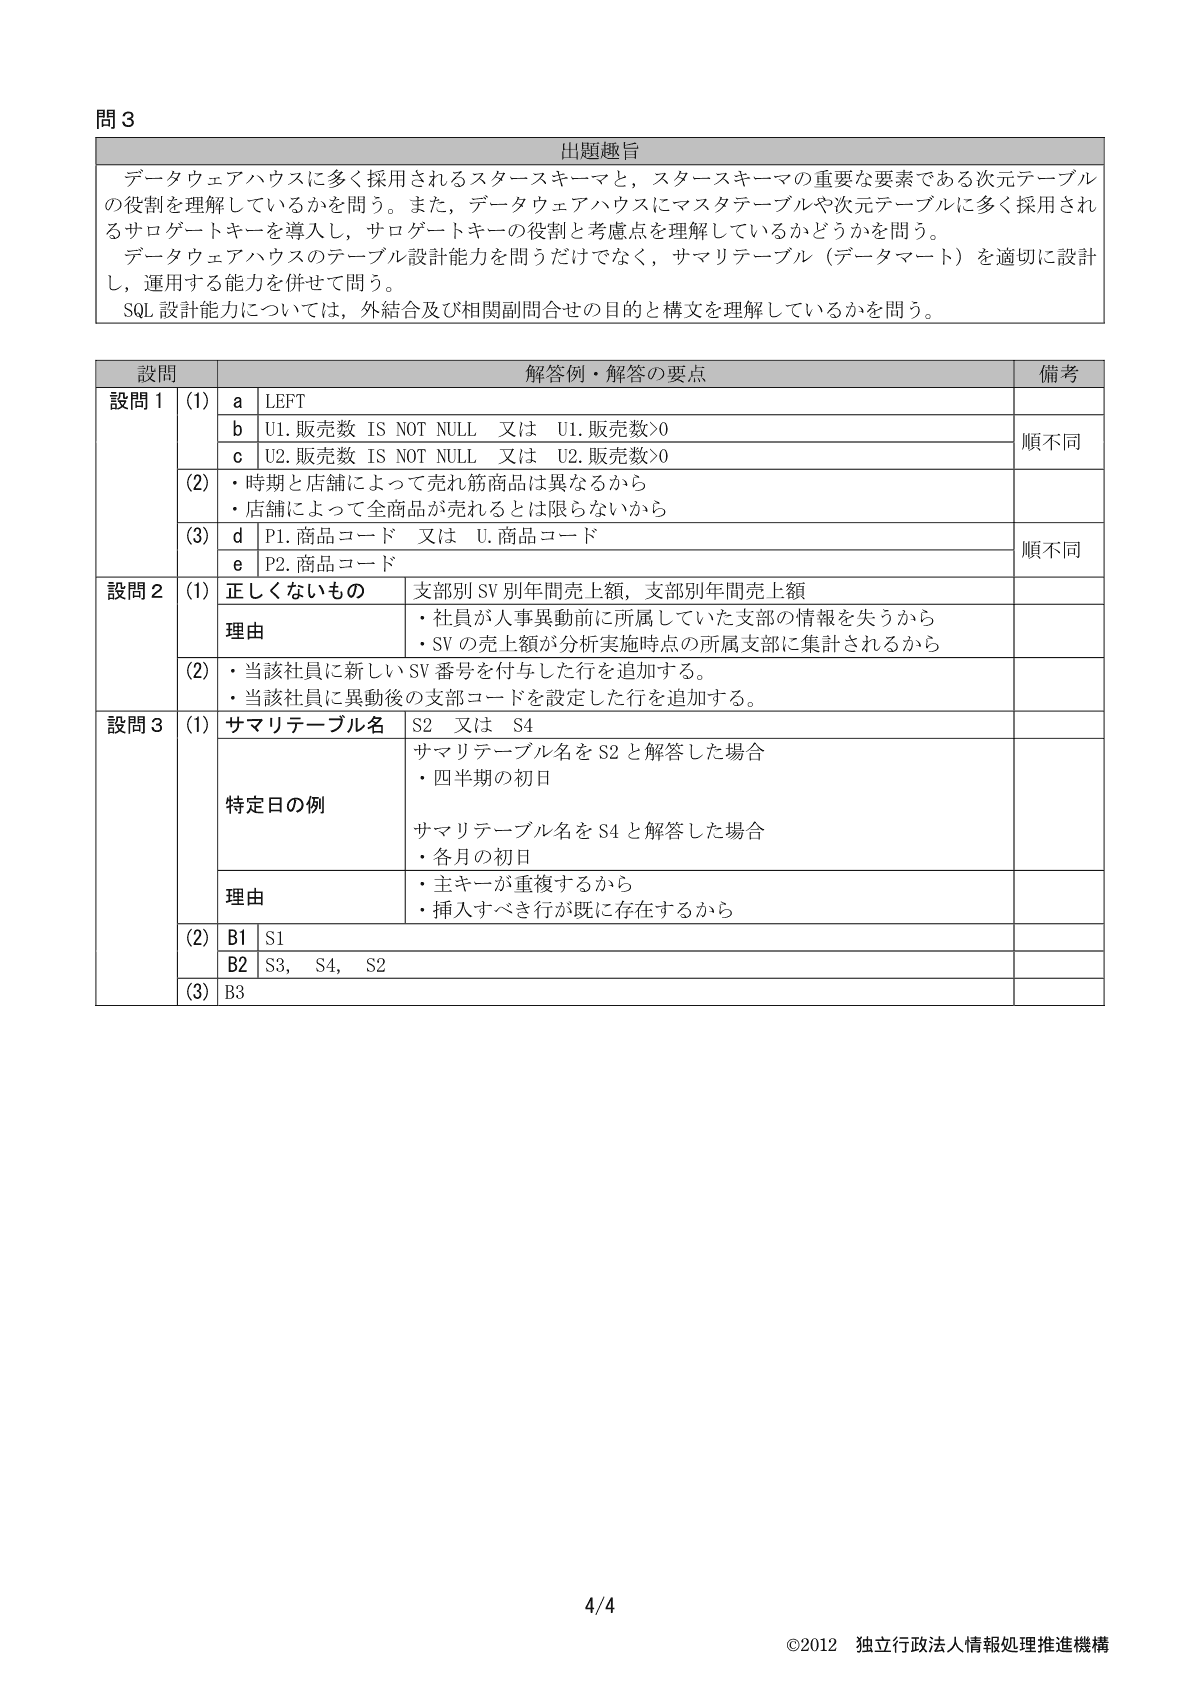 問３
出題趣旨
データウェアハウスに多く採用されるスタースキーマと，スタースキーマの重要な要素である次元テーブル
の役割を理解しているかを問う。また，データウェアハウスにマスタテーブルや次元テーブルに多く採用され
るサロゲートキーを導入し，サロゲートキーの役割と考慮点を理解しているかどうかを問う。
データウェアハウスのテーブル設計能力を問うだけでなく，サマリテーブル（データマート）を適切に設計
し，運用する能力を併せて問う。
SQL 設計能力については，外結合及び相関副問合せの目的と構文を理解しているかを問う。
設問 解答例・解答の要点 備考
設問１ (1) a LEFT
b U1.販売数 IS NOT NULL　又は　U1.販売数>0 順不同
c U2.販売数 IS NOT NULL　又は　U2.販売数>0
(2) ・時期と店舗によって売れ筋商品は異なるから
・店舗によって全商品が売れるとは限らないから
(3) d P1.商品コード　又は　U.商品コード 順不同
e P2.商品コード
設問２ (1) 正しくないもの 支部別 SV 別年間売上額，支部別年間売上額
理由 ・社員が人事異動前に所属していた支部の情報を失うから
・SV の売上額が分析実施時点の所属支部に集計されるから
(2) ・当該社員に新しい SV 番号を付与した行を追加する。
・当該社員に異動後の支部コードを設定した行を追加する。
設問３ (1) サマリテーブル名 S2　又は　S4
特定日の例 サマリテーブル名を S2 と解答した場合
・四半期の初日
サマリテーブル名を S4 と解答した場合
・各月の初日
理由 ・主キーが重複するから
・挿入すべき行が既に存在するから
(2) B1 S1
B2 S3， S4， S2
(3) B3
4/4
©2012　独立行政法人情報処理推進機構